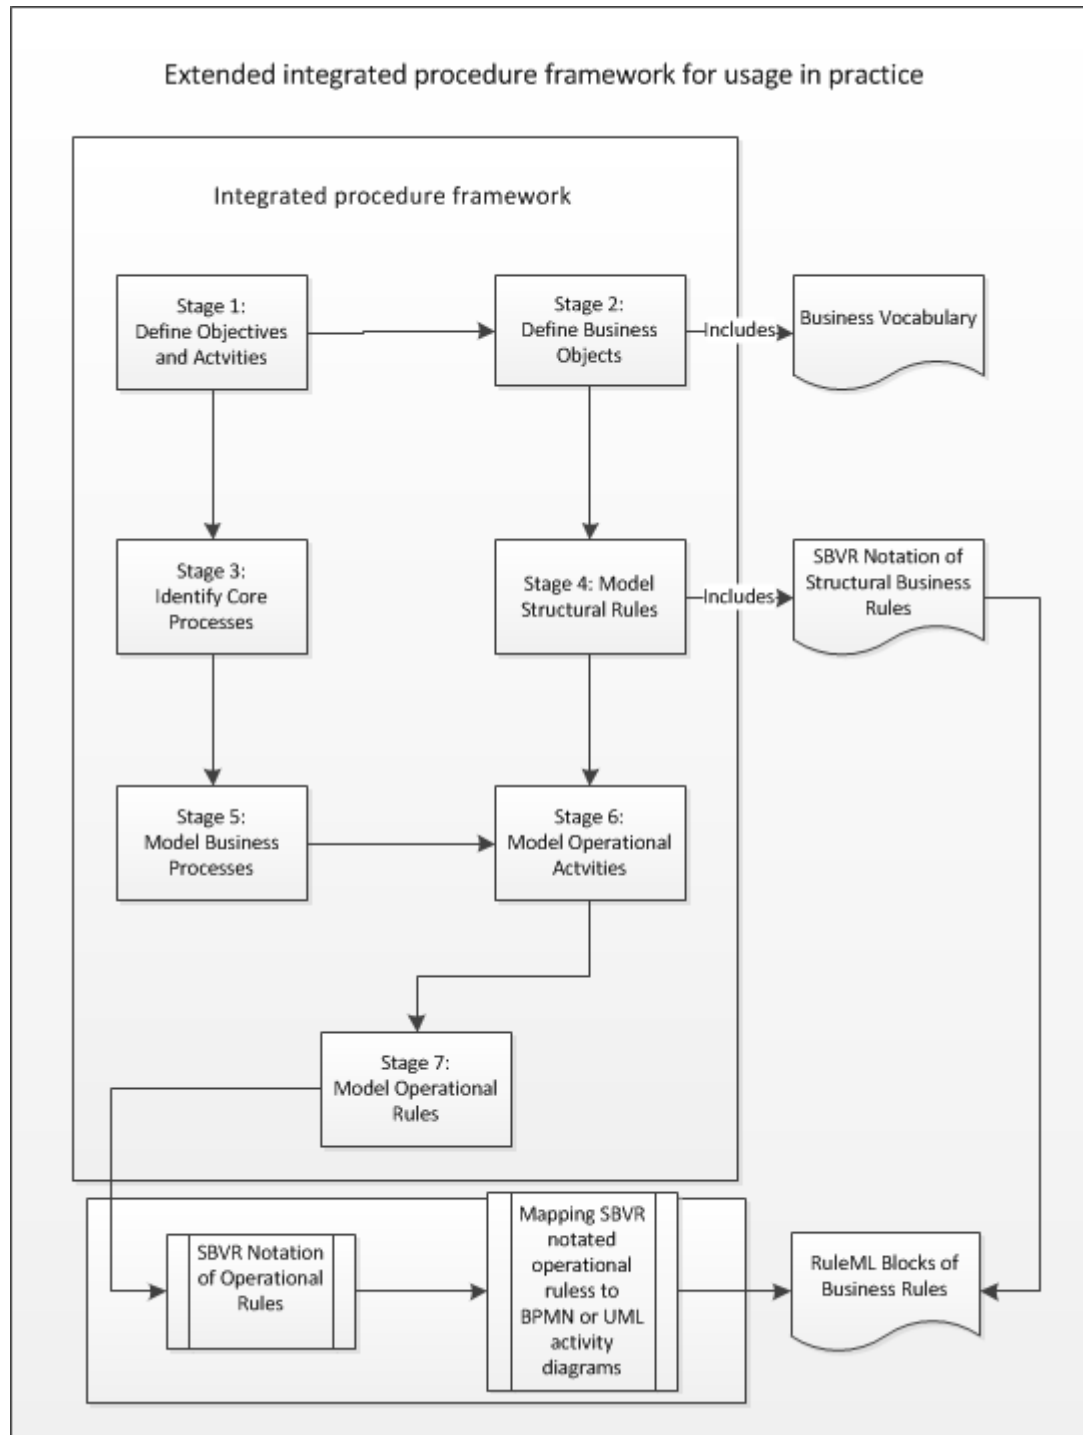 Extended integrated procedure framework for usage in practice
Integrated procedure framework
Stage 1:
Define Objectives
and Actvities
Stage 2:
Define Business
Objects
Includes
Business Vocabulary
Stage 3:
Identify Core
Processes
Stage 4: Model
Structural Rules
Includes
SBVR Notation of
Structural Business
Rules
Stage 5:
Model Business
Processes
Stage 6:
Model Operational
Actvities
Stage 7:
Model Operational
Rules
SBVR Notation
of Operational
Rules
Mapping SBVR
notated
operational
ruless to
BPMN or UML
activity
diagrams
RuleML Blocks of
Business Rules